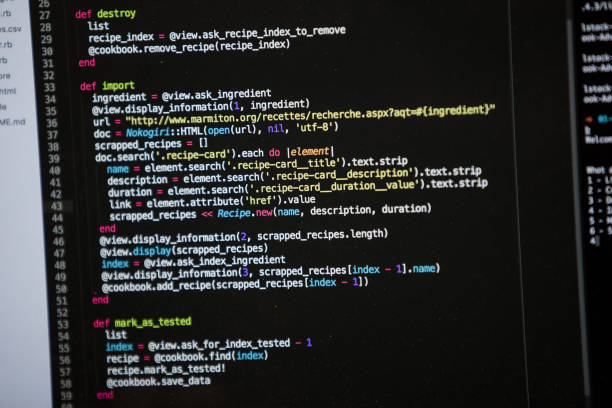 .rb
s.csv
r.rb
.rb
ore
html
le
ME.md
26
27 def destroy
28 list
29 recipe_index = @view.ask_recipe_index_to_remove
30 @cookbook.remove_recipe(recipe_index)
31 end
32
33 def import
34 ingredient = @view.ask_ingredient
35 @view.display_information(1, ingredient)
36 url = "http://www.marmiton.org/recettes/recherche.aspx?aqt=#{ingredient}"
37 doc = Nokogiri::HTML(open(url), nil, 'utf-8')
38 scrapped_recipes = []
39 doc.search('.recipe-card').each do |element|
40 name = element.search('.recipe-card__title').text.strip
41 description = element.search('.recipe-card__description').text.strip
42 duration = element.search('.recipe-card__duration__value').text.strip
43 link = element.attribute('href').value
44 scrapped_recipes << Recipe.new(name, description, duration)
45 end
46 @view.display_information(2, scrapped_recipes.length)
47 @view.display(scrapped_recipes)
48 index = @view.ask_index_ingredient
49 @view.display_information(3, scrapped_recipes[index - 1].name)
50 @cookbook.add_recipe(scrapped_recipes[index - 1])
51 end
52
53 def mark_as_tested
54 list
55 index = @view.ask_for_index_tested - 1
56 recipe = @cookbook.find(index)
57 recipe.mark_as_tested!
58 @cookbook.save_data
59 end
.4.3/l
ook-Ad
lstack-
ook-Adv
lstack-
ook-Adv
Welcom
What d
1 - L
2 -
3 - D
4 -
5 -
6 - S
4